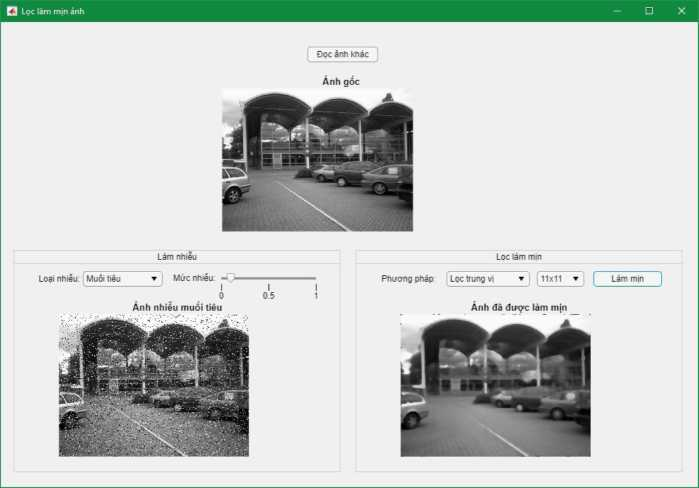 Lọc làm mịn ảnh
Đọc ảnh khác
Ảnh gốc
Làm nhiễu
Loại nhiễu: Muối tiêu Mức nhiễu:
0 0.5 1
Ảnh nhiễu muối tiêu
Lọc làm mịn
Phương pháp: Lọc trung vị 11x11 Làm mịn
Ảnh đã được làm mịn